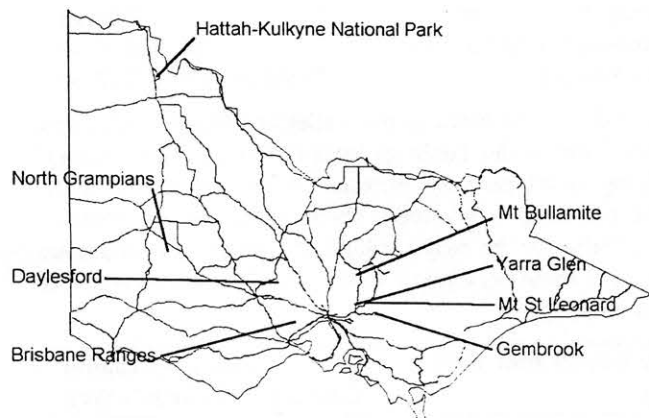 Hattah-Kulkyne National Park
North Grampians
Mt Bullamite
Yarra Glen
Daylesford
Mt St Leonard
Gembrook
Brisbane Ranges